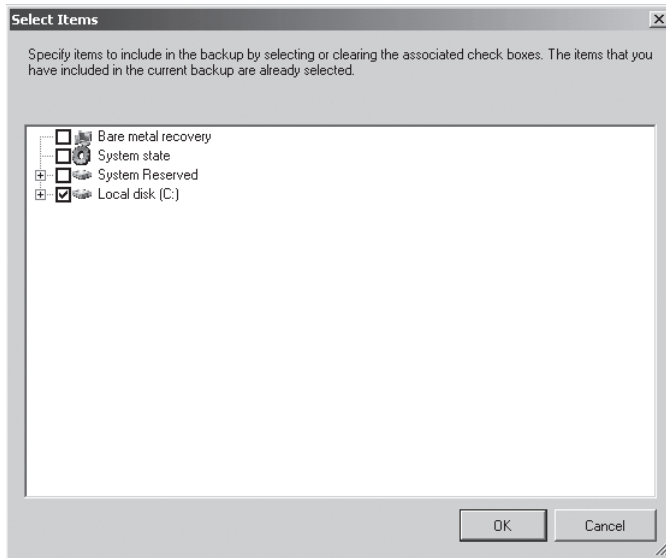 Select Items
Specify items to include in the backup by selecting or clearing the associated check boxes. The items that you
have included in the current backup are already selected.
Bare metal recovery
System state
System Reserved
Local disk (C:)
OK
Cancel